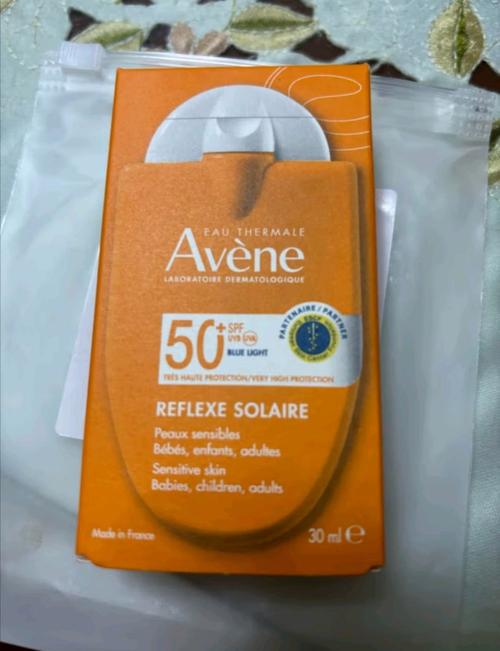 EAU THERMALE
Avène
LABORATOIRE DERMATOLOGIQUE
50+ SPF
UVB UVA
BLUE LIGHT
PARTENAIRE / PARTNER
TRÈS HAUTE PROTECTION/VERY HIGH PROTECTION
REFLEXE SOLAIRE
Peaux sensibles
Bébés, enfants, adultes
Sensitive skin
Babies, children, adults
Made in France
30 ml e